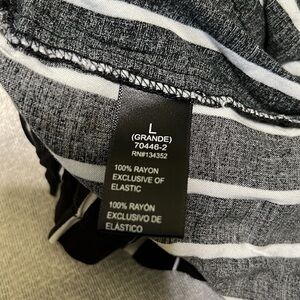 L
(GRANDE)
70446-2
RN#134352
100% RAYON
EXCLUSIVE OF
ELASTIC
100% RAYÓN
EXCLUSIVO DE
ELÁSTICO